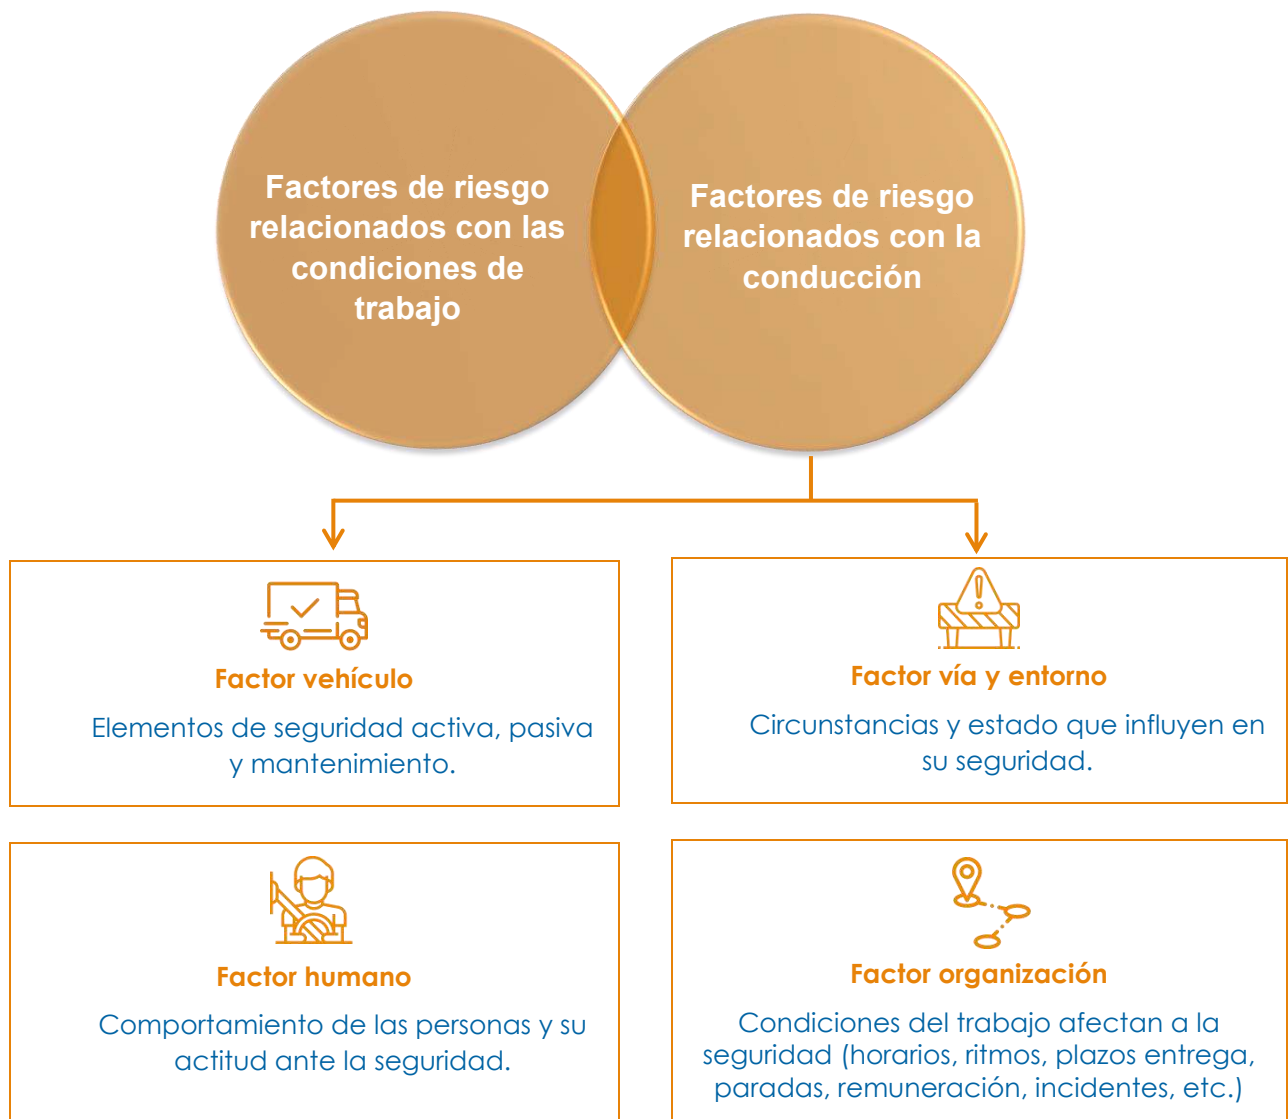 Factores de riesgo
relacionados con las
condiciones de
trabajo
Factores de riesgo
relacionados con la
conducción
Factor vehículo
Elementos de seguridad activa, pasiva
y mantenimiento.
Factor vía y entorno
Circunstancias y estado que influyen en
su seguridad.
Factor humano
Comportamiento de las personas y su
actitud ante la seguridad.
Factor organización
Condiciones del trabajo afectan a la
seguridad (horarios, ritmos, plazos entrega,
paradas, remuneración, incidentes, etc.)